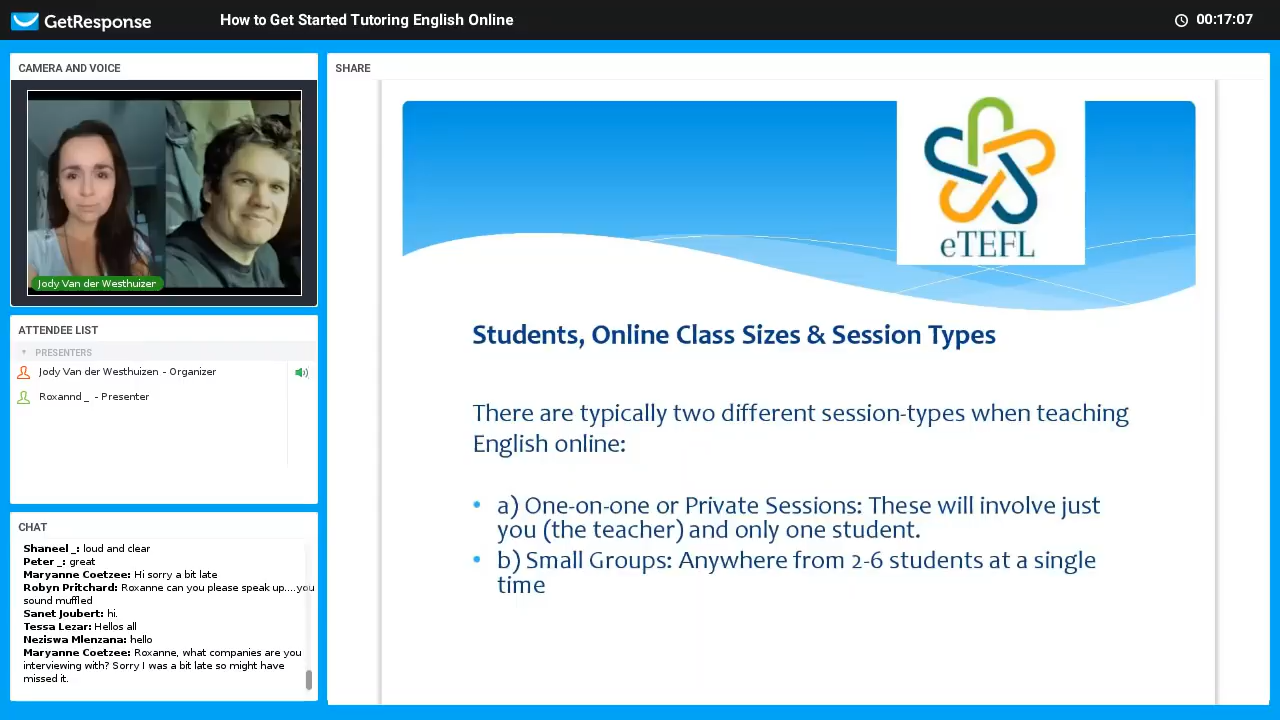 GetResponse
How to Get Started Tutoring English Online
00:17:07
CAMERA AND VOICE
Jody Van der Westhuizen
ATTENDEE LIST
PRESENTERS
Jody Van der Westhuizen - Organizer
Roxannd _ - Presenter
CHAT
Shaneel _: loud and clear
Peter _: great
Maryanne Coetzee: Hi sorry a bit late
Robyn Pritchard: Roxanne can you please speak up....you
sound muffled
Sanet Joubert: hi.
Tessa Lezar: Hellos all
Neziswa Mlenzana: hello
Maryanne Coetzee: Roxanne, what companies are you
interviewing with? Sorry I was a bit late so might have
missed it.
SHARE
eTEFL
Students, Online Class Sizes & Session Types
There are typically two different session-types when teaching
English online:
• a) One-on-one or Private Sessions: These will involve just
you (the teacher) and only one student.
• b) Small Groups: Anywhere from 2-6 students at a single
time